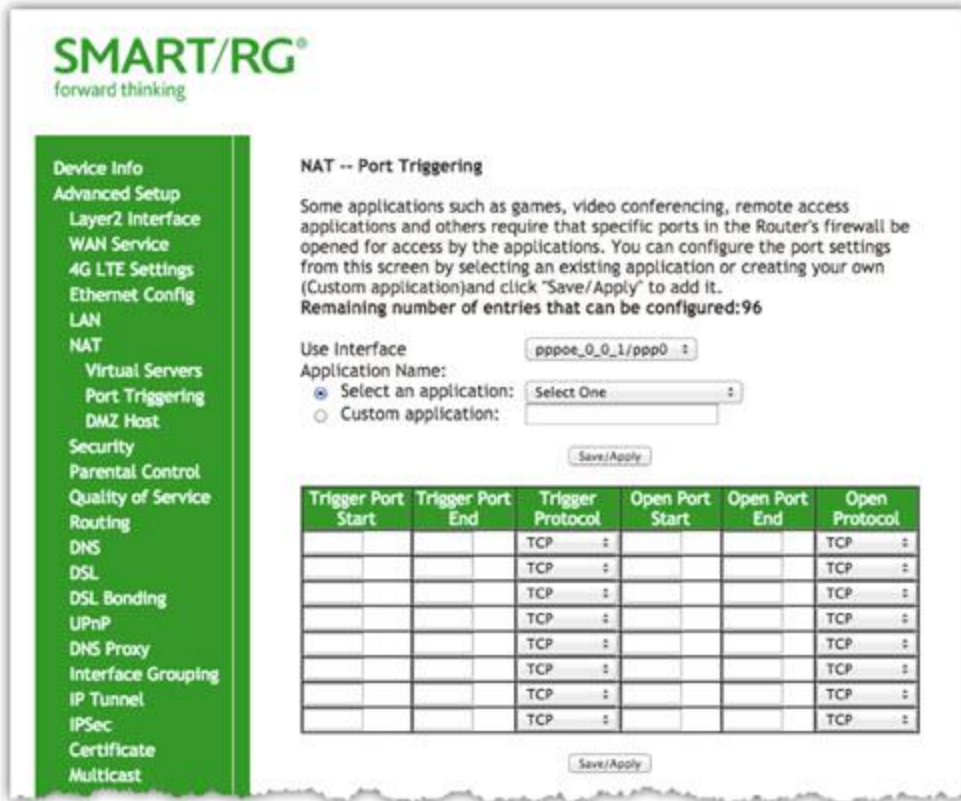 SMART/RG®
forward thinking
Device Info
Advanced Setup
Layer2 Interface
WAN Service
4G LTE Settings
Ethernet Config
LAN
NAT
Virtual Servers
Port Triggering
DMZ Host
Security
Parental Control
Quality of Service
Routing
DNS
DSL
DSL Bonding
UPnP
DNS Proxy
Interface Grouping
IP Tunnel
IPSec
Certificate
Multicast
NAT -- Port Triggering
Some applications such as games, video conferencing, remote access
applications and others require that specific ports in the Router's firewall be
opened for access by the applications. You can configure the port settings
from this screen by selecting an existing application or creating your own
(Custom application)and click "Save/Apply" to add it.
Remaining number of entries that can be configured:96
Use Interface pppoe_0_0_1/ppp0
Application Name:
Select an application: Select One
Custom application:
Save/Apply
Trigger Port Start Trigger Port End Trigger Protocol Open Port Start Open Port End Open Protocol
TCP TCP
TCP TCP
TCP TCP
TCP TCP
TCP TCP
TCP TCP
TCP TCP
TCP TCP
Save/Apply